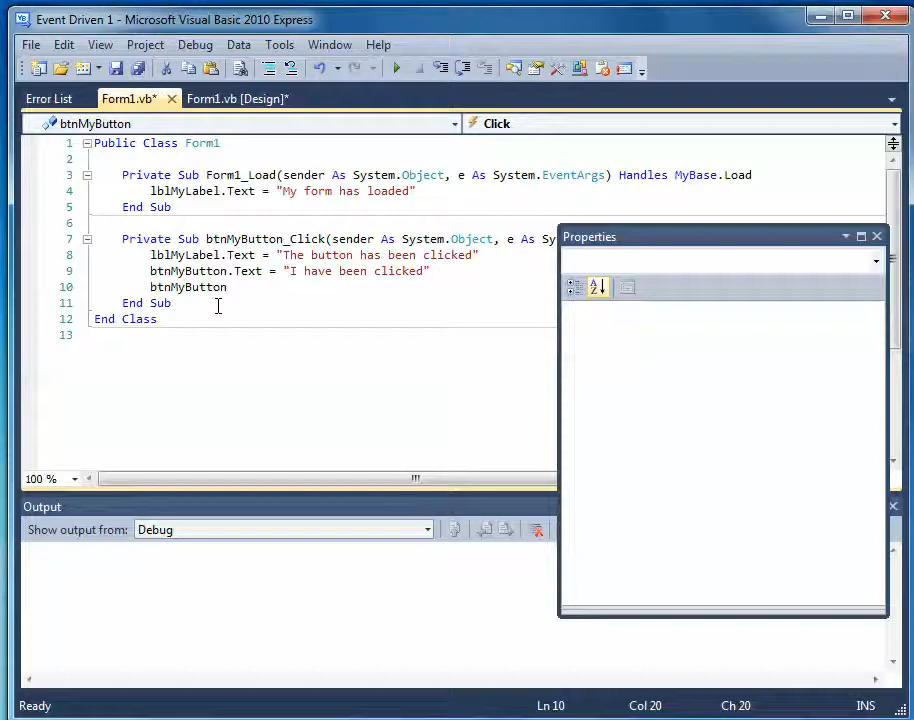 Event Driven 1 - Microsoft Visual Basic 2010 Express
File Edit View Project Debug Data Tools Window Help
Error List Form1.vb* Form1.vb [Design]*
btnMyButton Click
1 Public Class Form1
2
3 Private Sub Form1_Load(sender As System.Object, e As System.EventArgs) Handles MyBase.Load
4 lblMyLabel.Text = "My form has loaded"
5 End Sub
6
7 Private Sub btnMyButton_Click(sender As System.Object, e As Sy
8 lblMyLabel.Text = "The button has been clicked"
9 btnMyButton.Text = "I have been clicked"
10 btnMyButton
11 End Sub
12 End Class
13
Properties
A
Z
100 %
Output
Show output from: Debug
Ready Ln 10 Col 20 Ch 20 INS